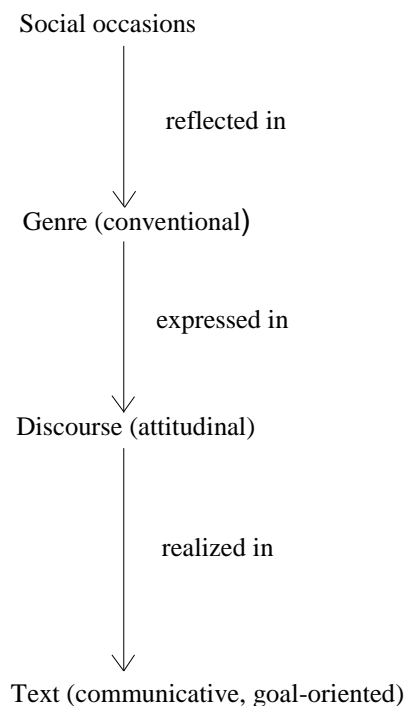 Social occasions
reflected in
Genre (conventional)
expressed in
Discourse (attitudinal)
realized in
Text (communicative, goal-oriented)